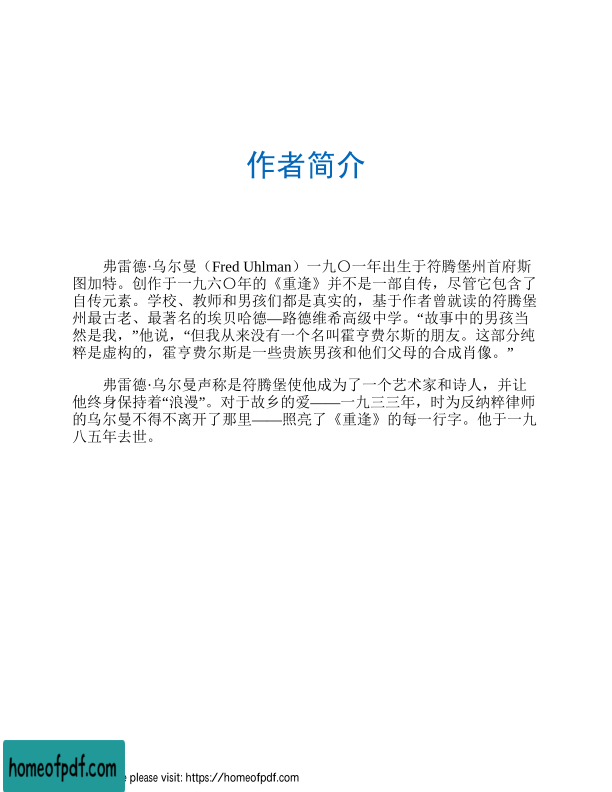 作者简介
弗雷德·乌尔曼（Fred Uhlman）一九〇一年出生于符腾堡州首府斯
图加特。创作于一九六〇年的《重逢》并不是一部自传，尽管它包含了
自传元素。学校、教师和男孩们都是真实的，基于作者曾就读的符腾堡
州最古老、最著名的埃贝哈德—路德维希高级中学。“故事中的男孩当
然是我，”他说，“但我从来没有一个名叫霍亨费尔斯的朋友。这部分纯
粹是虚构的，霍亨费尔斯是一些贵族男孩和他们父母的合成肖像。”
弗雷德·乌尔曼声称是符腾堡使他成为了一个艺术家和诗人，并让
他终身保持着“浪漫”。对于故乡的爱——一九三三年，时为反纳粹律师
的乌尔曼不得不离开了那里——照亮了《重逢》的每一行字。他于一九
八五年去世。
homeofpdf.com
please visit: https://homeofpdf.com